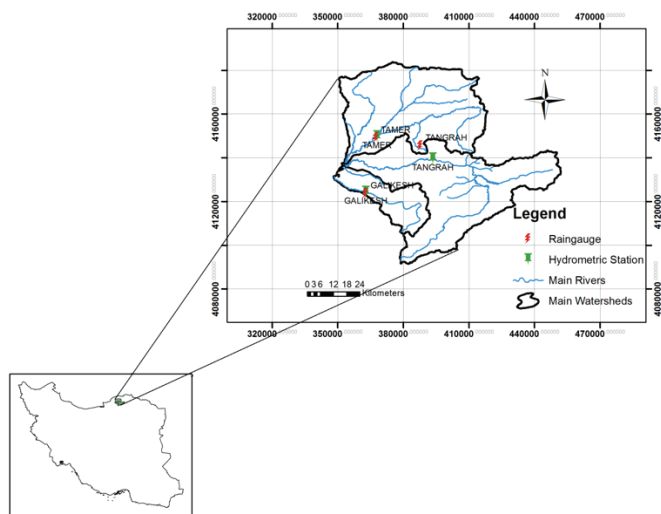 320000 350000 380000 410000 440000 470000
N
4160000
4160000
TAMER
TAMER
TANGRAH
TANGRAH
4120000
4120000
GALIKESH
GALIKESH
Legend
Raingauge
Hydrometric Station
Main Rivers
Main Watersheds
0 3 6 12 18 24
Kilometers
4080000
4080000
320000 350000 380000 410000 440000 470000